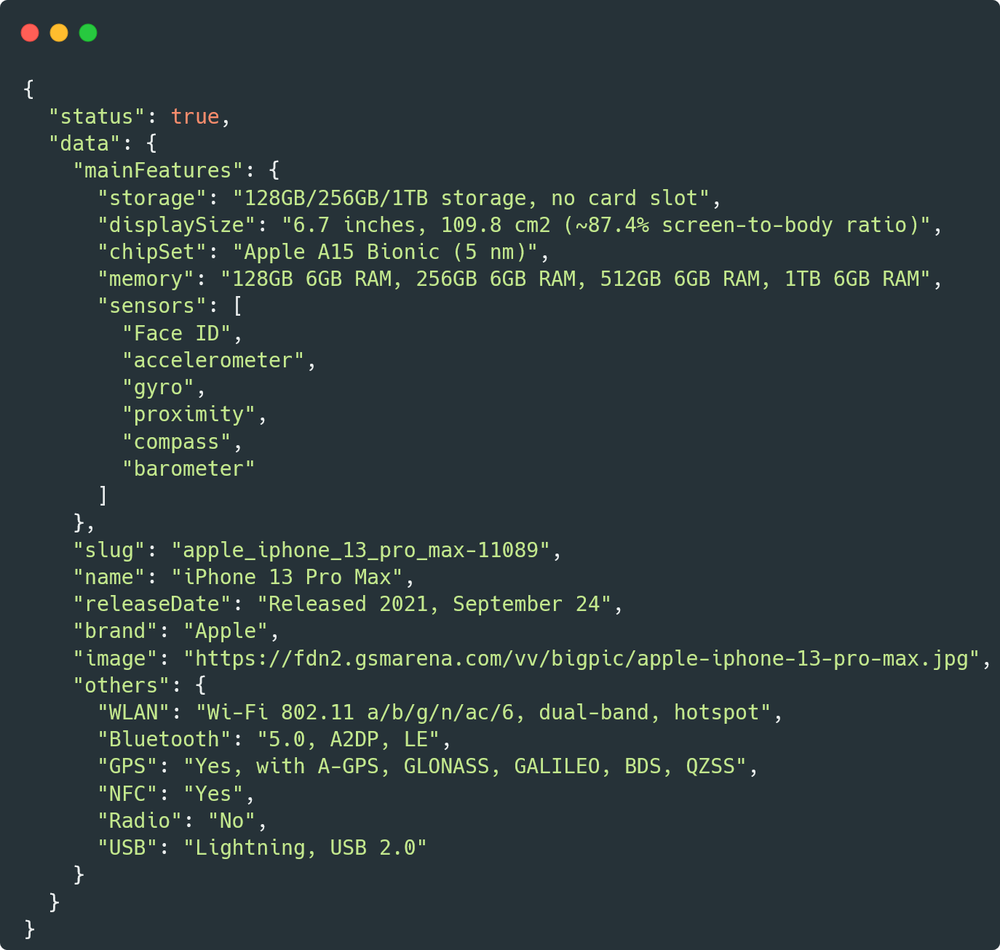 {
  "status": true,
  "data": {
    "mainFeatures": {
      "storage": "128GB/256GB/1TB storage, no card slot",
      "displaySize": "6.7 inches, 109.8 cm2 (~87.4% screen-to-body ratio)",
      "chipSet": "Apple A15 Bionic (5 nm)",
      "memory": "128GB 6GB RAM, 256GB 6GB RAM, 512GB 6GB RAM, 1TB 6GB RAM",
      "sensors": [
        "Face ID",
        "accelerometer",
        "gyro",
        "proximity",
        "compass",
        "barometer"
      ]
    },
    "slug": "apple_iphone_13_pro_max-11089",
    "name": "iPhone 13 Pro Max",
    "releaseDate": "Released 2021, September 24",
    "brand": "Apple",
    "image": "https://fdn2.gsmarena.com/vv/bigpic/apple-iphone-13-pro-max.jpg",
    "others": {
      "WLAN": "Wi-Fi 802.11 a/b/g/n/ac/6, dual-band, hotspot",
      "Bluetooth": "5.0, A2DP, LE",
      "GPS": "Yes, with A-GPS, GLONASS, GALILEO, BDS, QZSS",
      "NFC": "Yes",
      "Radio": "No",
      "USB": "Lightning, USB 2.0"
    }
  }
}